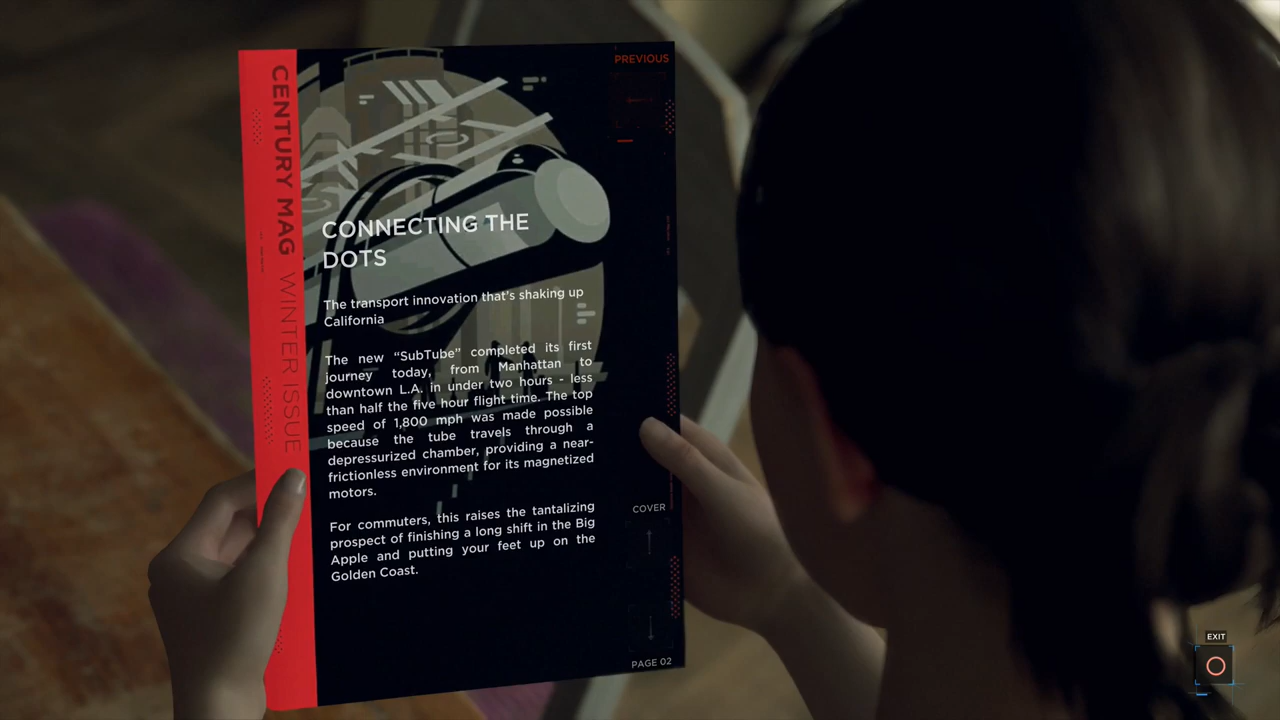 CENTURY MAG WINTER ISSUE
PREVIOUS
CONNECTING THE
DOTS
The transport innovation that's shaking up
California
The new “SubTube” completed its first
journey today, from Manhattan to
downtown L.A. in under two hours - less
than half the five hour flight time. The top
speed of 1,800 mph was made possible
because the tube travels through a
depressurized chamber, providing a near-
frictionless environment for its magnetized
motors.
For commuters, this raises the tantalizing
prospect of finishing a long shift in the Big
Apple and putting your feet up on the
Golden Coast.
COVER
PAGE 02
EXIT